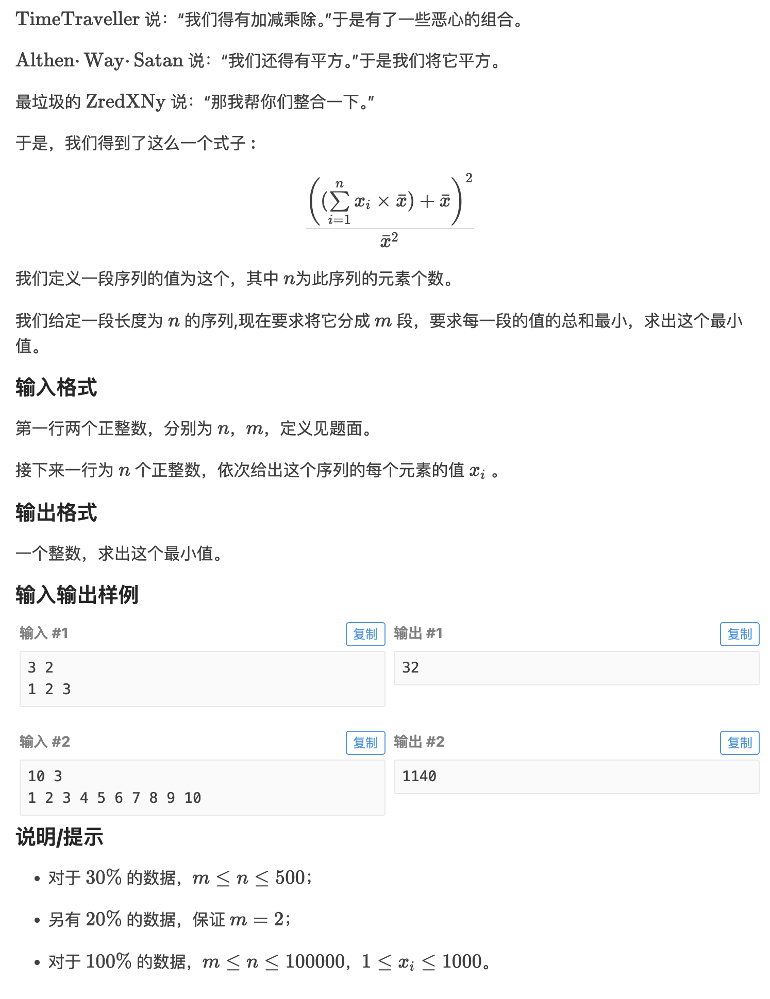 TimeTraveller 说：“我们得有加减乘除。”于是有了一些恶心的组合。
Althen· Way· Satan 说：“我们还得有平方。”于是我们将它平方。
最垃圾的 ZredXNy 说：“那我帮你们整合一下。”
于是，我们得到了这么一个式子 :
\frac{\left( (\sum_{i=1}^{n} x_i \times \bar{x}) + \bar{x} \right)^2}{\bar{x}^2}
我们定义一段序列的值为这个，其中 n为此序列的元素个数。
我们给定一段长度为 n 的序列,现在要求将它分成 m 段，要求每一段的值的总和最小，求出这个最小
值。
输入格式
第一行两个正整数，分别为 n，m，定义见题面。
接下来一行为 n 个正整数，依次给出这个序列的每个元素的值 x_i 。
输出格式
一个整数，求出这个最小值。
输入输出样例
输入 #1 复制 输出 #1 复制
3 2 32
1 2 3
输入 #2 复制 输出 #2 复制
10 3 1140
1 2 3 4 5 6 7 8 9 10
说明/提示
• 对于 30% 的数据，m ≤ n ≤ 500；
• 另有 20% 的数据，保证 m = 2；
• 对于 100% 的数据，m ≤ n ≤ 100000，1 ≤ x_i ≤ 1000。